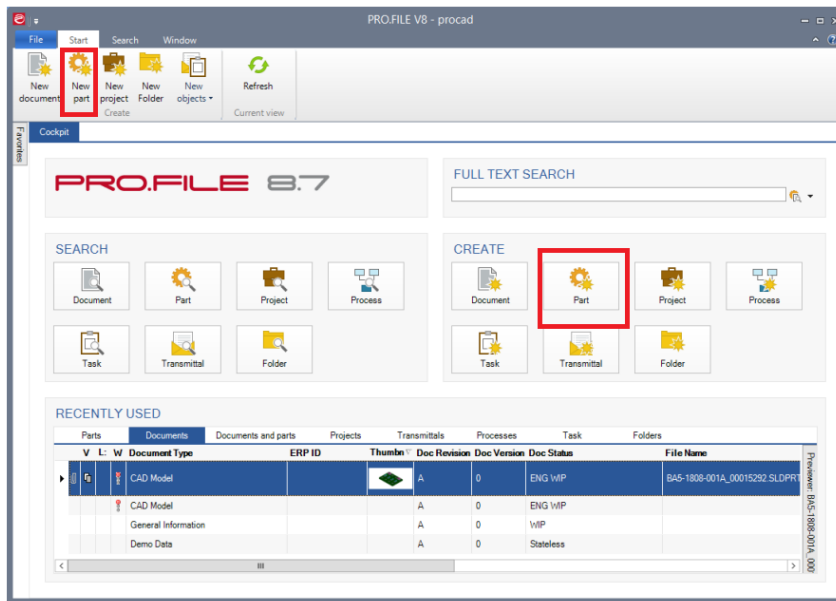 PRO.FILE V8 - procad
File Start Search Window
New document
New part
New project
New Folder
New objects
Refresh
Create
Current view
Favorites
Cockpit
PRO.FILE 8.7
FULL TEXT SEARCH
SEARCH
Document Part Project Process
Task Transmittal Folder
CREATE
Document Part Project Process
Task Transmittal Folder
RECENTLY USED
Parts Documents Documents and parts Projects Transmittals Processes Task Folders
V L: W Document Type ERP ID Thumbn Doc Revision Doc Version Doc Status File Name
CAD Model A 0 ENG WIP BA5-1808-001A_00015292.SLDPRT
CAD Model A 0 ENG WIP
General Information A 0 WIP
Demo Data A 0 Stateless
Previewer: BA5-1808-001A_000